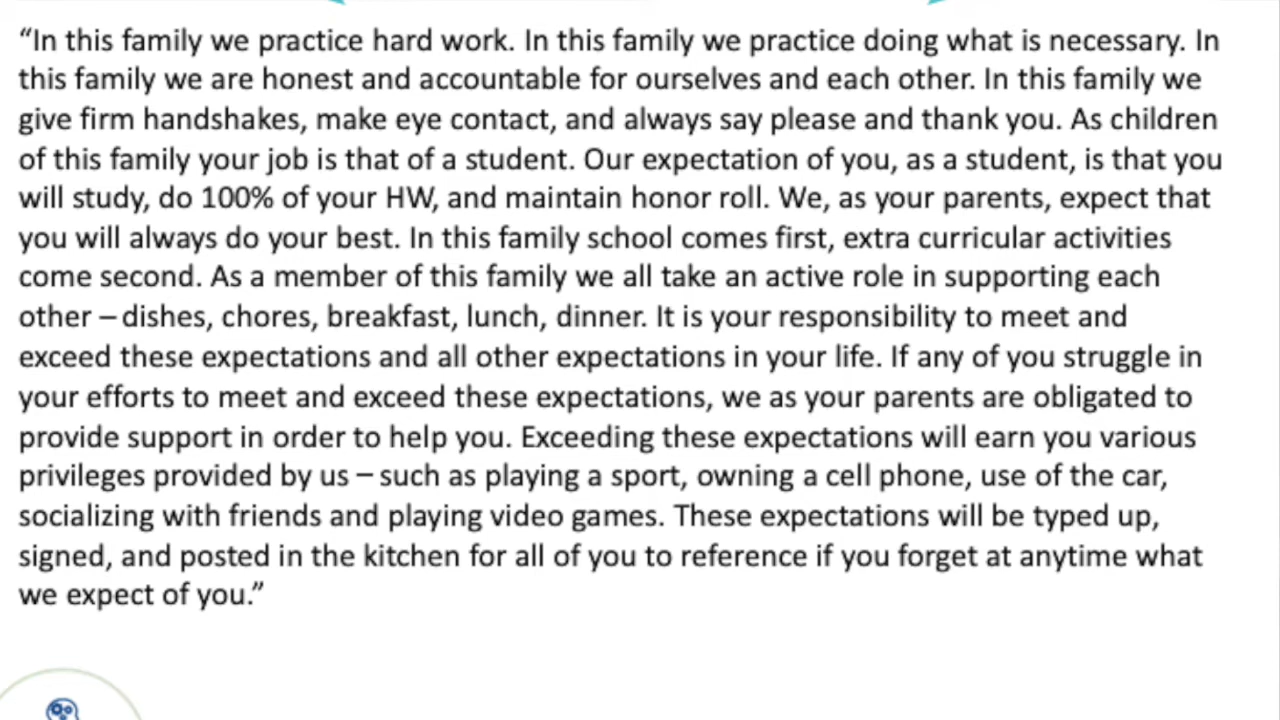 “In this family we practice hard work. In this family we practice doing what is necessary. In
this family we are honest and accountable for ourselves and each other. In this family we
give firm handshakes, make eye contact, and always say please and thank you. As children
of this family your job is that of a student. Our expectation of you, as a student, is that you
will study, do 100% of your HW, and maintain honor roll. We, as your parents, expect that
you will always do your best. In this family school comes first, extra curricular activities
come second. As a member of this family we all take an active role in supporting each
other – dishes, chores, breakfast, lunch, dinner. It is your responsibility to meet and
exceed these expectations and all other expectations in your life. If any of you struggle in
your efforts to meet and exceed these expectations, we as your parents are obligated to
provide support in order to help you. Exceeding these expectations will earn you various
privileges provided by us – such as playing a sport, owning a cell phone, use of the car,
socializing with friends and playing video games. These expectations will be typed up,
signed, and posted in the kitchen for all of you to reference if you forget at anytime what
we expect of you.”